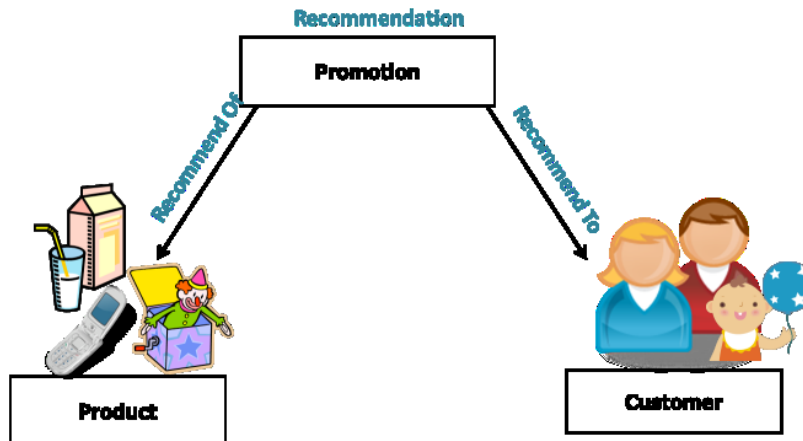 Recommendation
Promotion
Recommend Of
Recommend To
Product
Customer